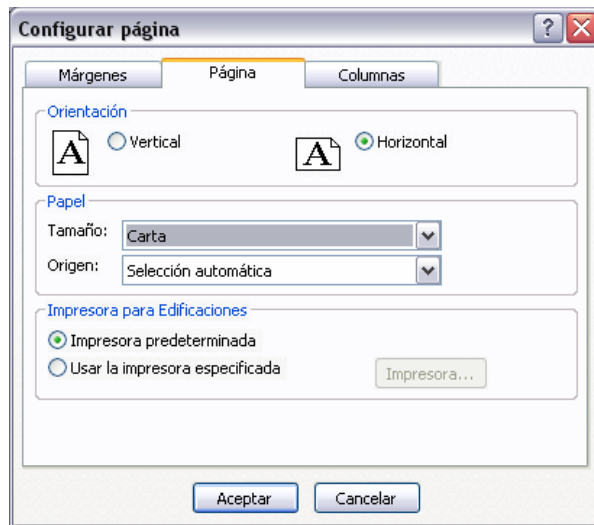 Configurar página
Márgenes Página Columnas
Orientación
A Vertical A Horizontal
Papel
Tamaño: Carta
Origen: Selección automática
Impresora para Edificaciones
Impresora predeterminada
Usar la impresora especificada Impresora...
Aceptar Cancelar